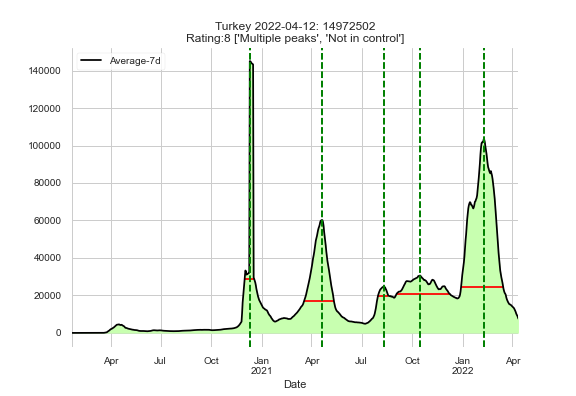 Turkey 2022-04-12: 14972502
Rating:8 ['Multiple peaks', 'Not in control']
Average-7d
140000
120000
100000
80000
60000
40000
20000
0
Apr Jul Oct Jan Apr Jul Oct Jan Apr
2021 2022
Date